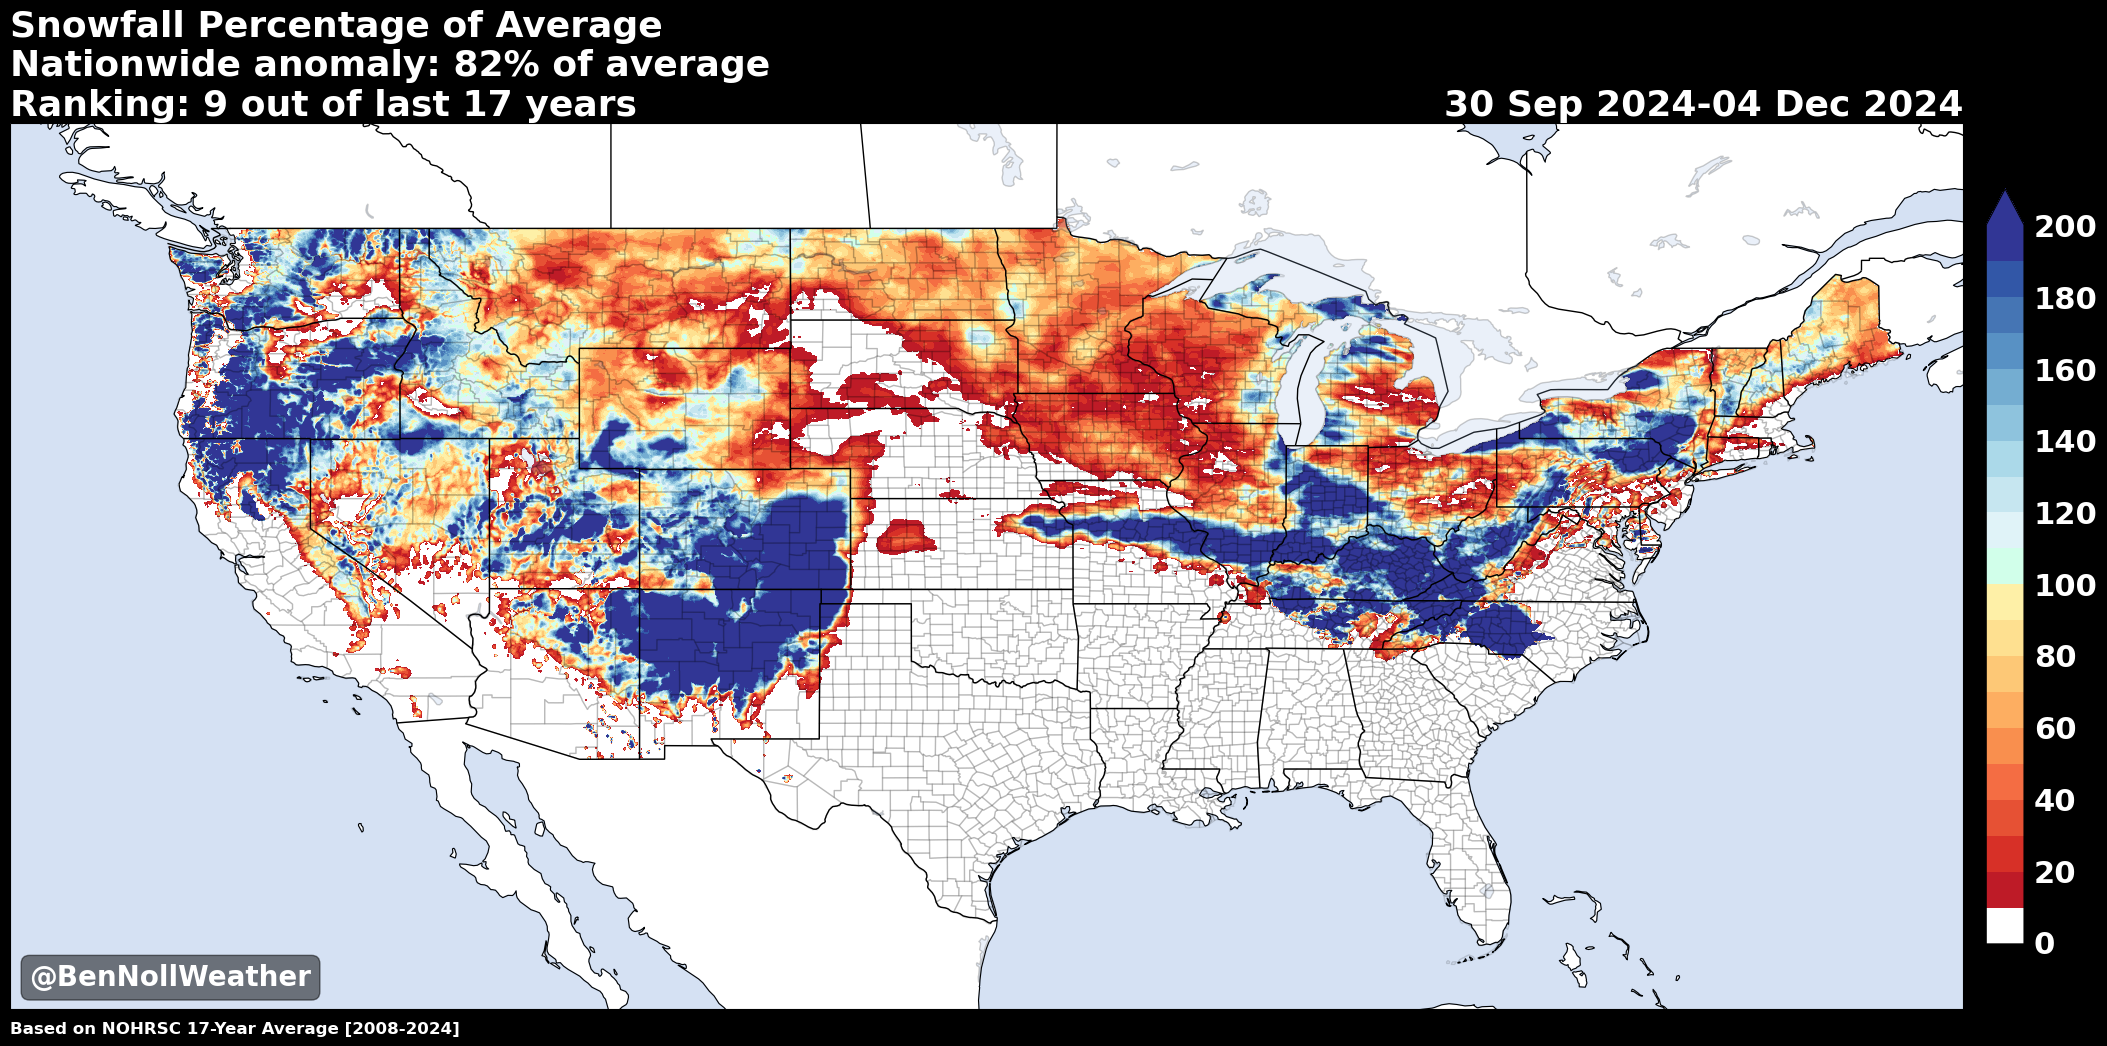 Snowfall Percentage of Average
Nationwide anomaly: 82% of average
Ranking: 9 out of last 17 years
30 Sep 2024-04 Dec 2024
200
180
160
140
120
100
80
60
40
20
0
@BenNollWeather
Based on NOHRSC 17-Year Average [2008-2024]